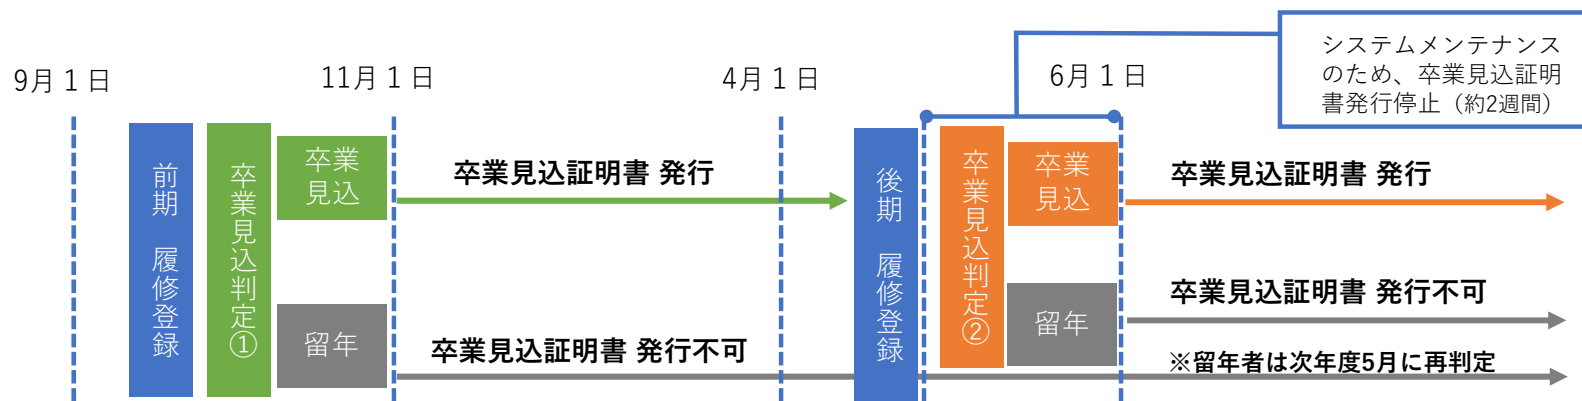 システムメンテナンス
のため、卒業見込証明
書発行停止（約2週間）
9月１日
11月１日
4月１日
6月１日
前期　履修登録
卒業見込判定①
卒業
見込
卒業見込証明書 発行
留年
卒業見込証明書 発行不可
後期　履修登録
卒業見込判定②
卒業
見込
卒業見込証明書 発行
留年
卒業見込証明書 発行不可
※留年者は次年度5月に再判定